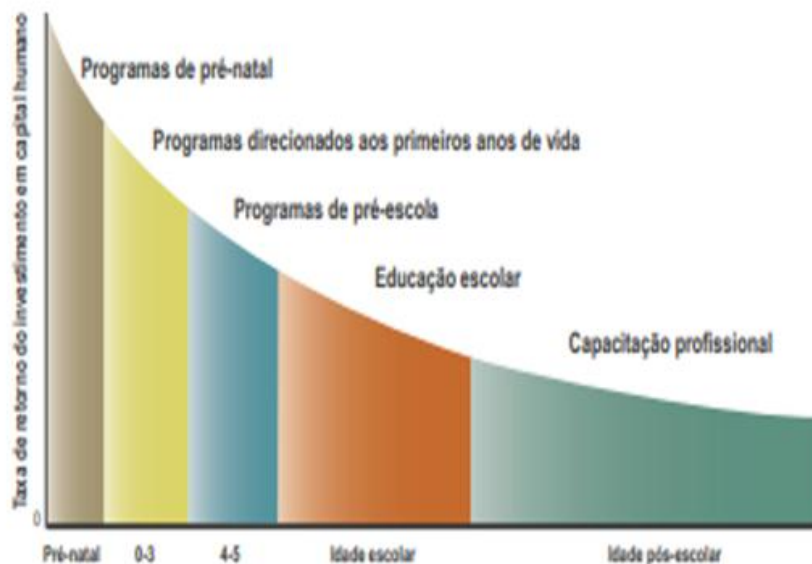 Taxa de retorno do investimento em capital humano
Programas de pré-natal
Programas direcionados aos primeiros anos de vida
Programas de pré-escola
Educação escolar
Capacitação profissional
0
Pré-natal 0-3 4-5 Idade escolar Idade pós-escolar